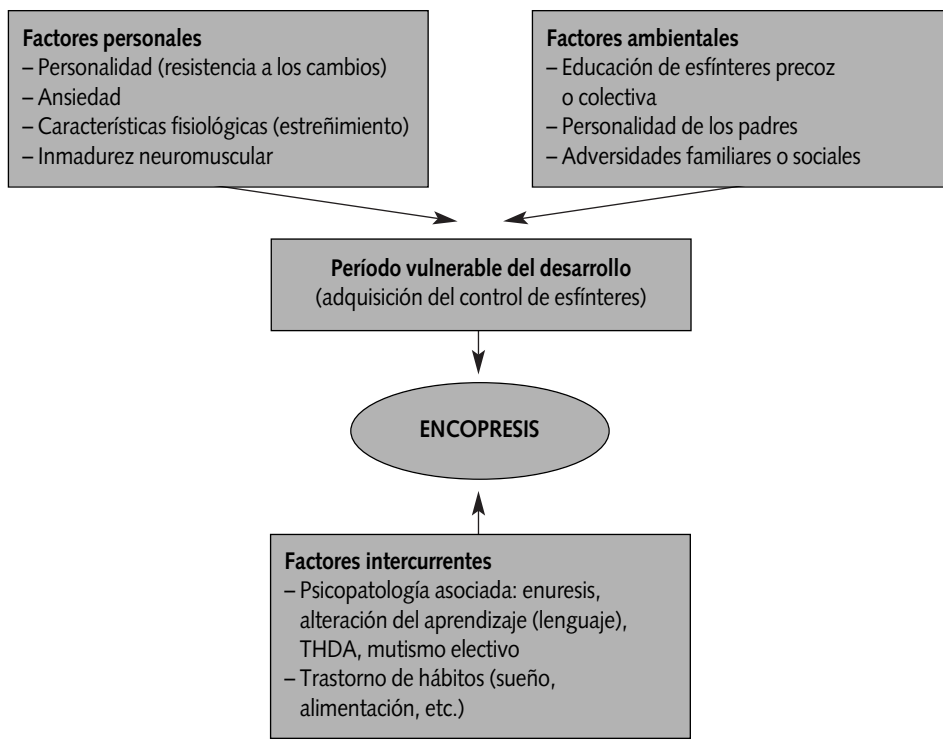 Factores personales
– Personalidad (resistencia a los cambios)
– Ansiedad
– Características fisiológicas (estreñimiento)
– Inmadurez neuromuscular
Factores ambientales
– Educación de esfínteres precoz
o colectiva
– Personalidad de los padres
– Adversidades familiares o sociales
Período vulnerable del desarrollo
(adquisición del control de esfínteres)
ENCOPRESIS
Factores intercurrentes
– Psicopatología asociada: enuresis,
alteración del aprendizaje (lenguaje),
THDA, mutismo electivo
– Trastorno de hábitos (sueño,
alimentación, etc.)